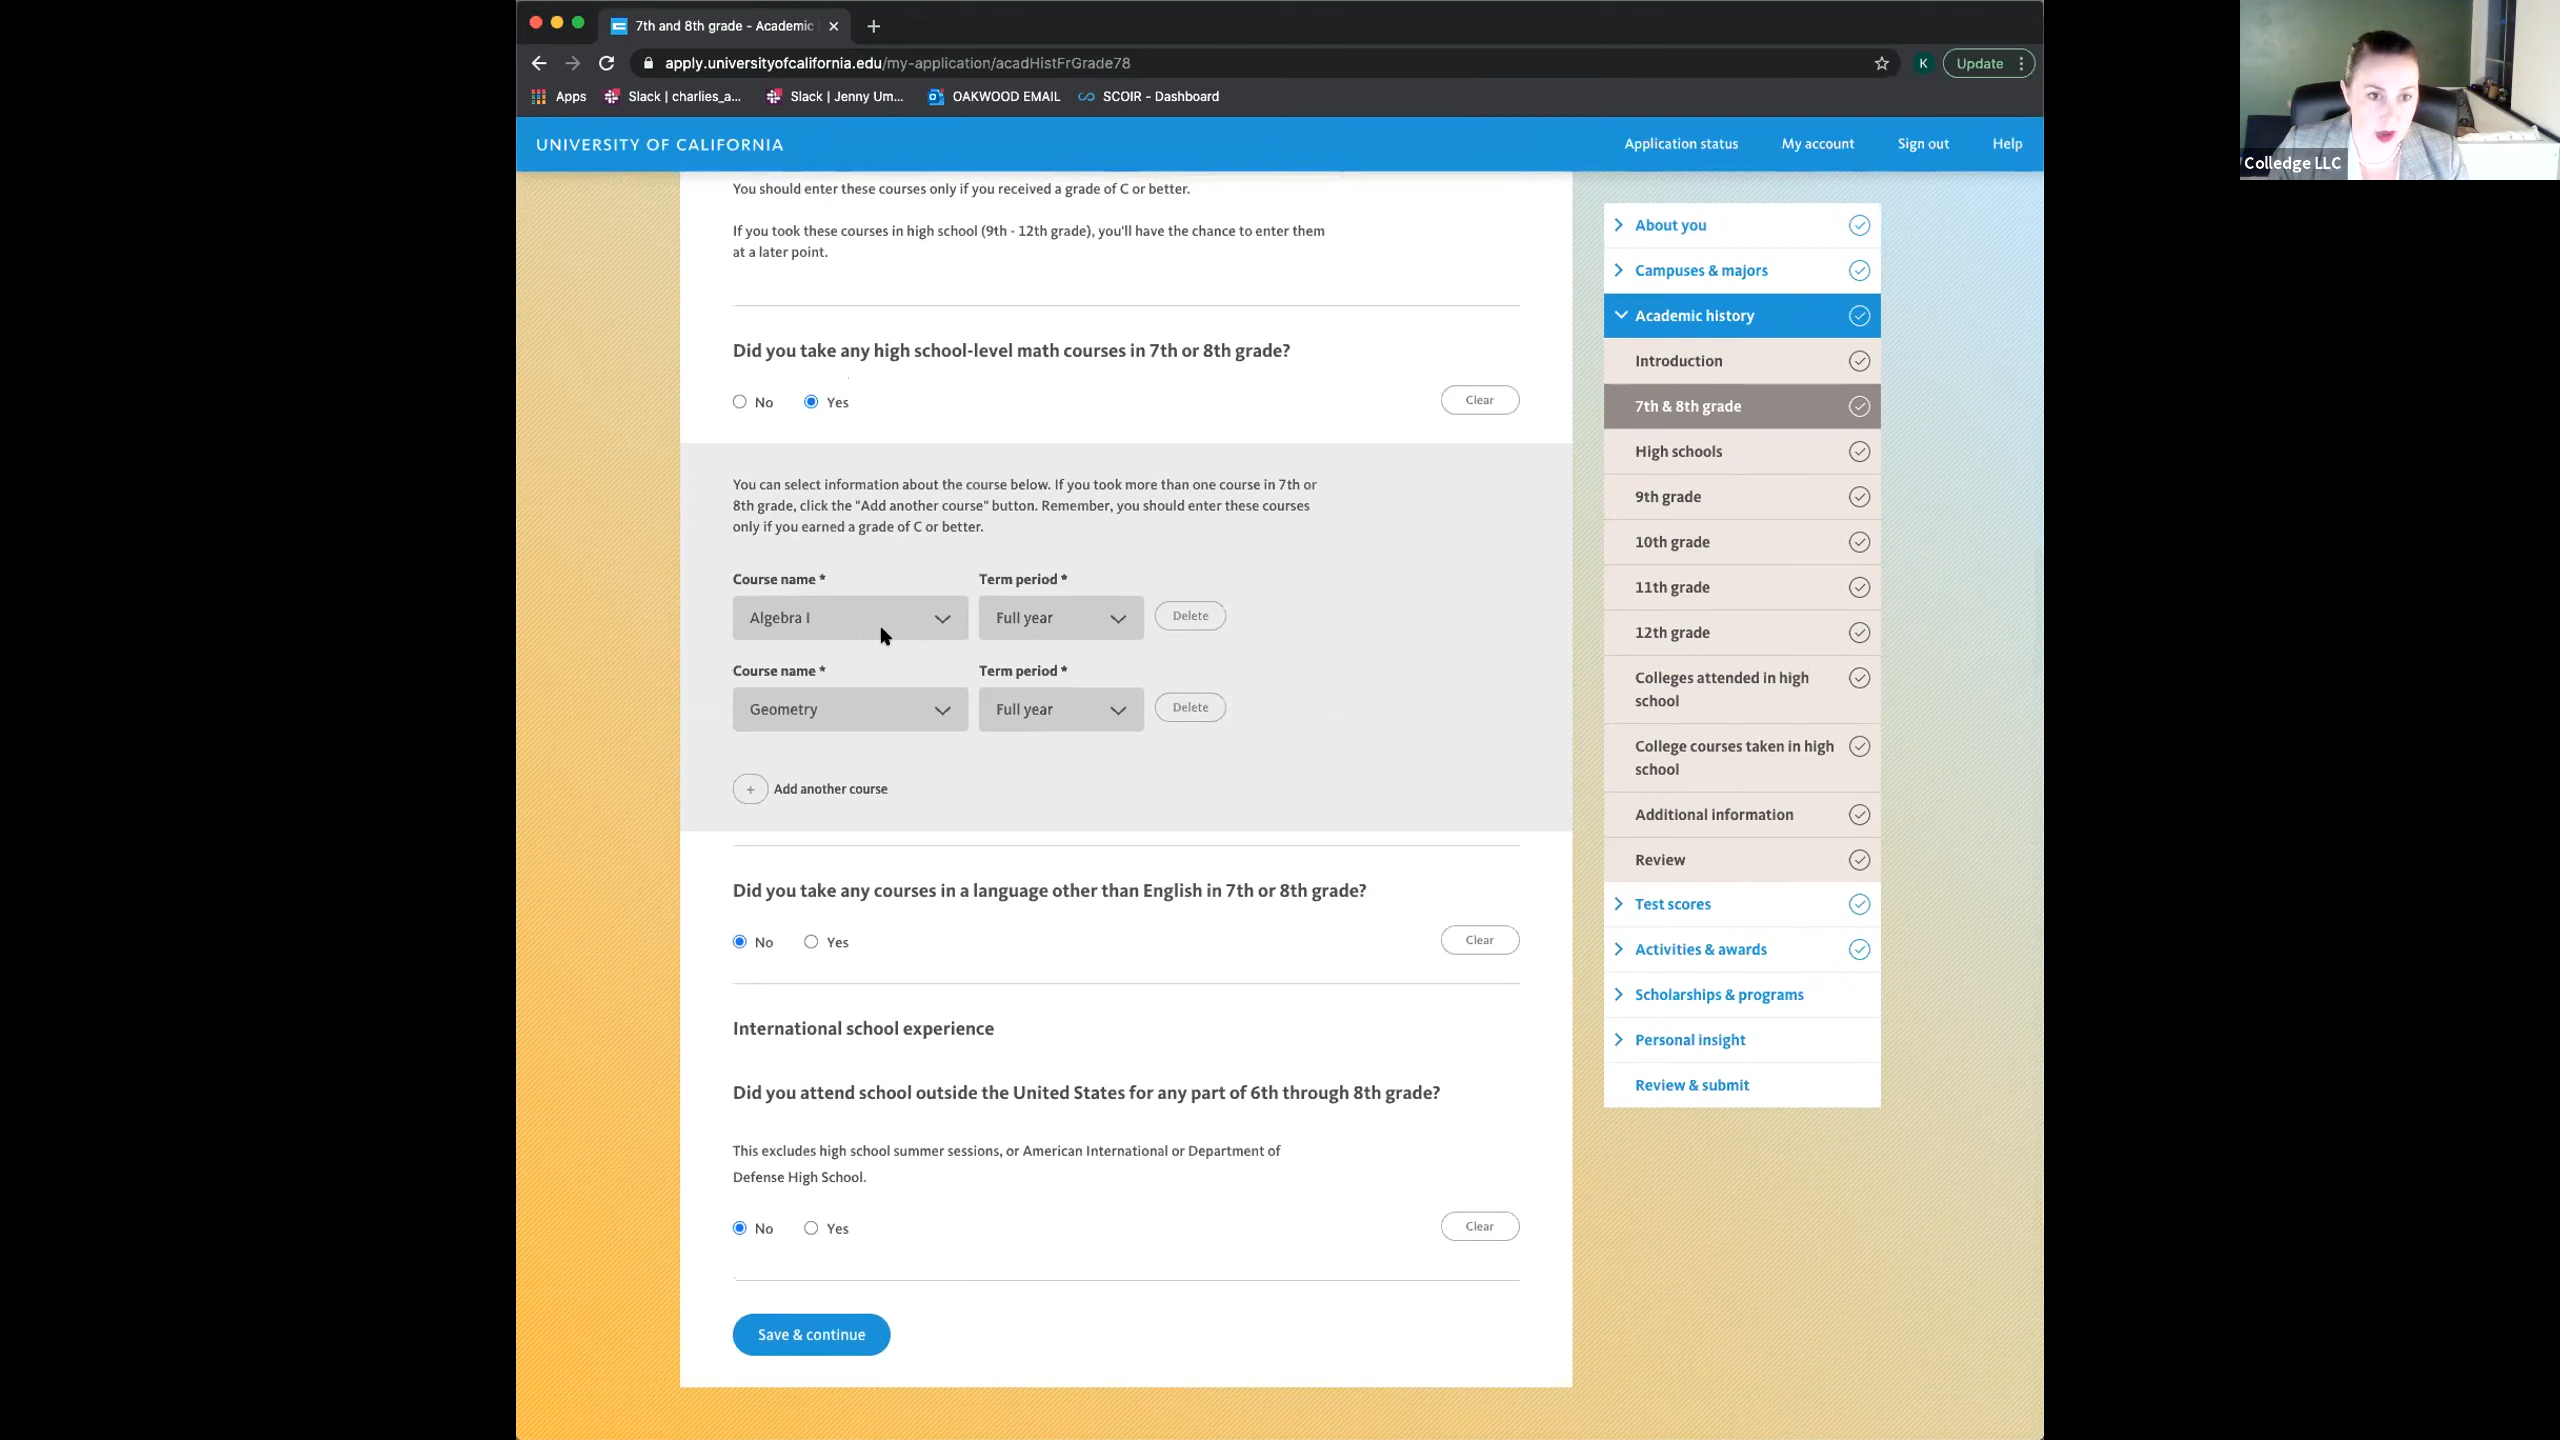 7th and 8th grade - Academic
apply.universityofcalifornia.edu/my-application/acadHistFrGrade78
K
Update
Apps
Slack | charlies_a...
Slack | Jenny Um...
OAKWOOD EMAIL
SCOIR - Dashboard
Colledge LLC
UNIVERSITY OF CALIFORNIA
Application status
My account
Sign out
Help
You should enter these courses only if you received a grade of C or better.
If you took these courses in high school (9th - 12th grade), you'll have the chance to enter them
at a later point.
Did you take any high school-level math courses in 7th or 8th grade?
No
Yes
Clear
You can select information about the course below. If you took more than one course in 7th or
8th grade, click the "Add another course" button. Remember, you should enter these courses
only if you earned a grade of C or better.
Course name *
Term period *
Algebra I
Full year
Delete
Course name *
Term period *
Geometry
Full year
Delete
+ Add another course
Did you take any courses in a language other than English in 7th or 8th grade?
No
Yes
Clear
International school experience
Did you attend school outside the United States for any part of 6th through 8th grade?
This excludes high school summer sessions, or American International or Department of
Defense High School.
No
Yes
Clear
Save & continue
About you
Campuses & majors
Academic history
Introduction
7th & 8th grade
High schools
9th grade
10th grade
11th grade
12th grade
Colleges attended in high
school
College courses taken in high
school
Additional information
Review
Test scores
Activities & awards
Scholarships & programs
Personal insight
Review & submit